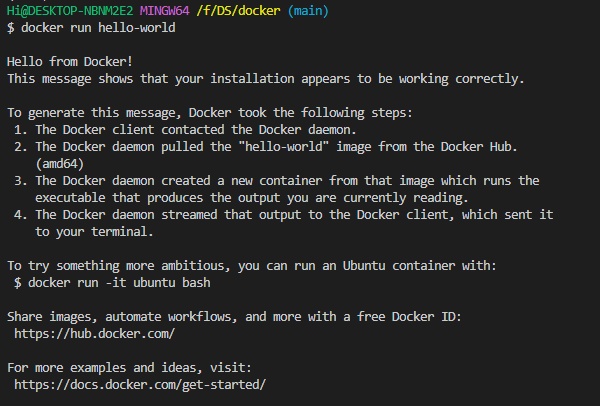 Hi@DESKTOP-NBNM2E2 MINGW64 /f/DS/docker (main)
$ docker run hello-world

Hello from Docker!
This message shows that your installation appears to be working correctly.

To generate this message, Docker took the following steps:
 1. The Docker client contacted the Docker daemon.
 2. The Docker daemon pulled the "hello-world" image from the Docker Hub.
    (amd64)
 3. The Docker daemon created a new container from that image which runs the
    executable that produces the output you are currently reading.
 4. The Docker daemon streamed that output to the Docker client, which sent it
    to your terminal.

To try something more ambitious, you can run an Ubuntu container with:
 $ docker run -it ubuntu bash

Share images, automate workflows, and more with a free Docker ID:
 https://hub.docker.com/

For more examples and ideas, visit:
 https://docs.docker.com/get-started/